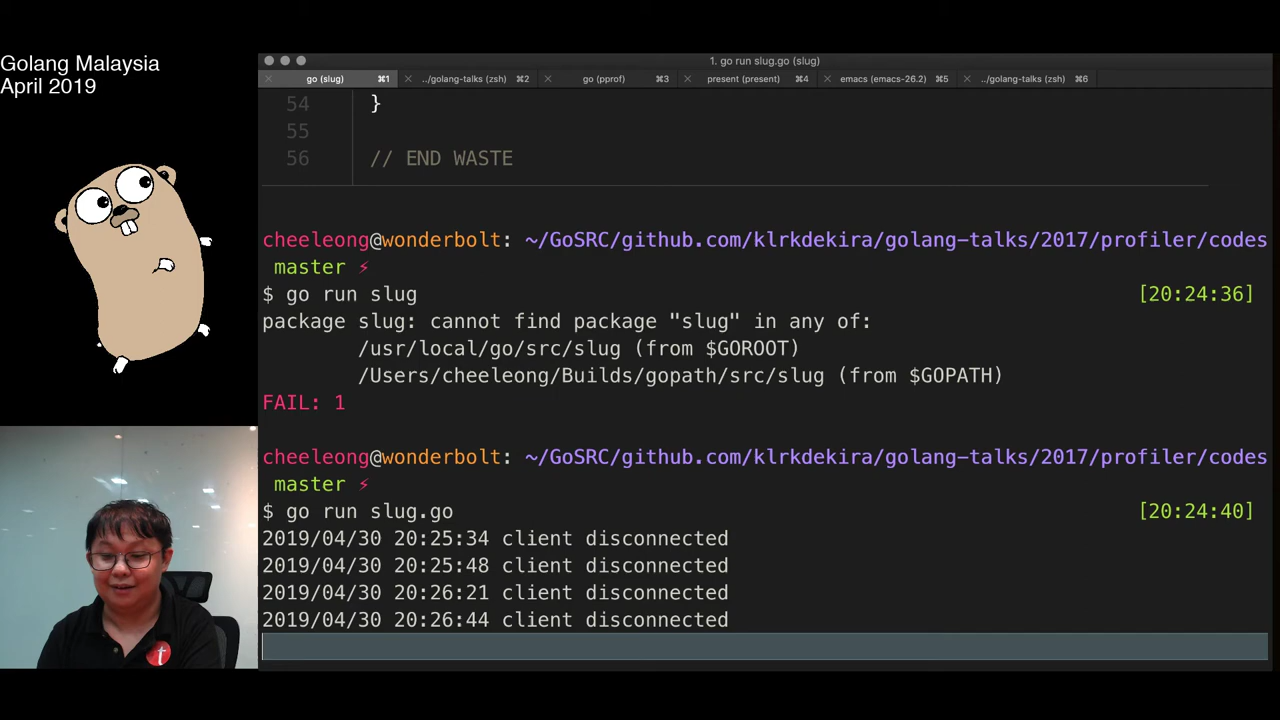 Golang Malaysia
April 2019
1. go run slug.go (slug)
go (slug) ⌘1
../golang-talks (zsh) ⌘2
go (pprof) ⌘3
present (present) ⌘4
emacs (emacs-26.2) ⌘5
../golang-talks (zsh) ⌘6
54 }
55
56 // END WASTE
cheeleong@wonderbolt: ~/GoSRC/github.com/klrkdekira/golang-talks/2017/profiler/codes
master ⚡
$ go run slug [20:24:36]
package slug: cannot find package "slug" in any of:
/usr/local/go/src/slug (from $GOROOT)
/Users/cheeleong/Builds/gopath/src/slug (from $GOPATH)
FAIL: 1
cheeleong@wonderbolt: ~/GoSRC/github.com/klrkdekira/golang-talks/2017/profiler/codes
master ⚡
$ go run slug.go [20:24:40]
2019/04/30 20:25:34 client disconnected
2019/04/30 20:25:48 client disconnected
2019/04/30 20:26:21 client disconnected
2019/04/30 20:26:44 client disconnected
t